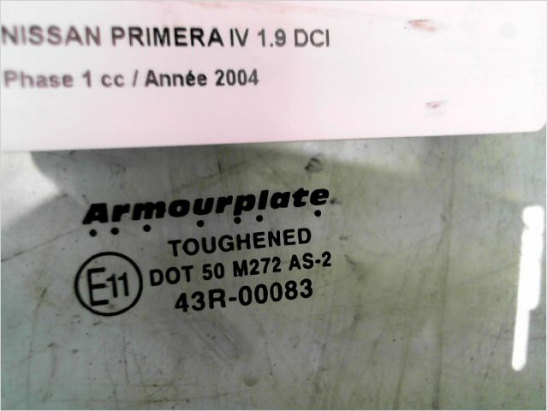 NISSAN PRIMERA IV 1.9 DCI
Phase 1 cc / Année 2004
Armourplate
TOUGHENED
E11
DOT 50 M272 AS-2
43R-00083